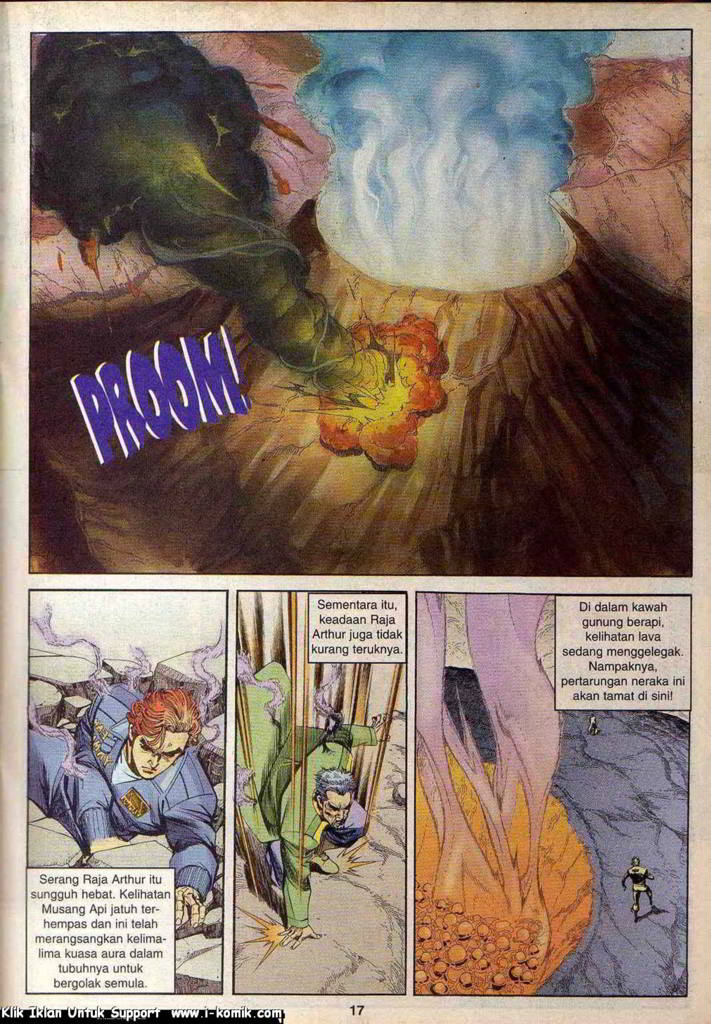 PROOM!
Serang Raja Arthur itu
sungguh hebat. Kelihatan
Musang Api jatuh ter-
hempas dan ini telah
merangsangkan kelima-
lima kuasa aura dalam
tubuhnya untuk
bergolak semula.
Sementara itu,
keadaan Raja
Arthur juga tidak
kurang teruknya.
Di dalam kawah
gunung berapi,
kelihatan lava
sedang menggelegak.
Nampaknya,
pertarungan neraka ini
akan tamat di sini!
Klik Iklan Untuk Support www.i-komik.com
17